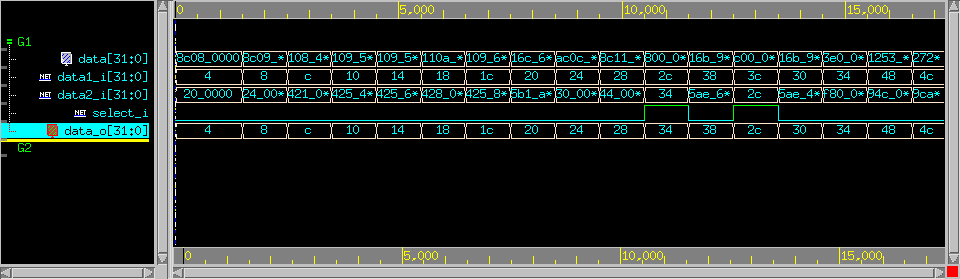 0 5,000 10,000 15,000
G1
data[31:0] 8c08_0000 8c09_* 108_4* 109_5* 109_5* 110a_* 109_6* 16c_6* ac0c_* 8c11_* 800_0* 16b_9* c00_0* 16b_9* 3e0_0* 1253_* 272*
NET data1_i[31:0] 4 8 c 10 14 18 1c 20 24 28 2c 38 3c 30 34 48 4c
NET data2_i[31:0] 20_0000 24_00* 421_0* 425_4* 425_6* 428_0* 425_8* 5b1_a* 30_00* 44_00* 34 5ae_6* 2c 5ae_4* f80_0* 94c_0* 9ca*
NET select_i
data_o[31:0] 4 8 c 10 14 18 1c 20 24 28 34 38 2c 30 34 48 4c
G2
0 5,000 10,000 15,000